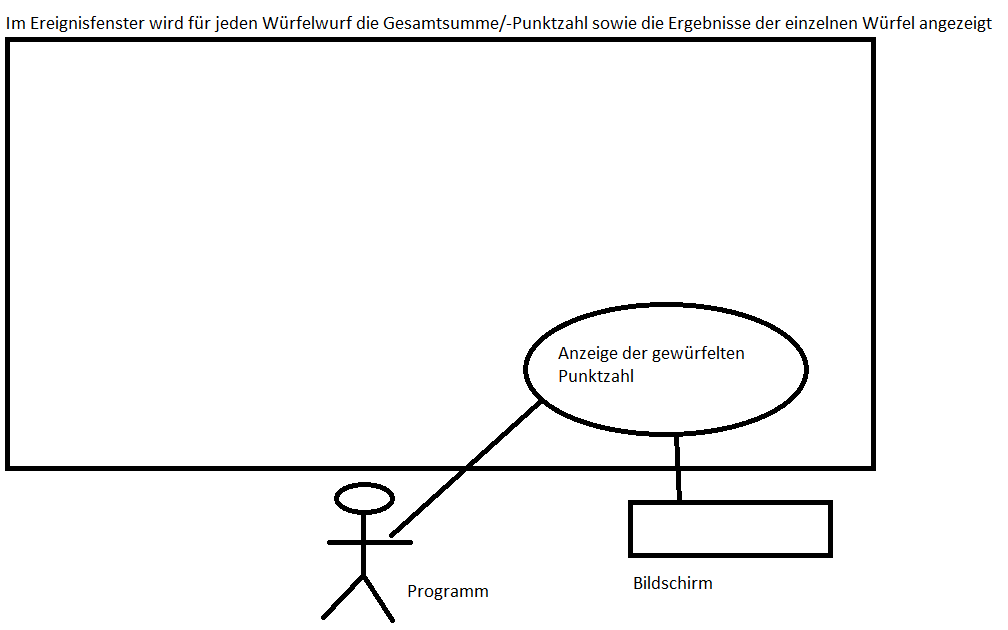 Im Ereignisfenster wird für jeden Würfelwurf die Gesamtsumme/-Punktzahl sowie die Ergebnisse der einzelnen Würfel angezeigt
Anzeige der gewürfelten
Punktzahl
Programm
Bildschirm